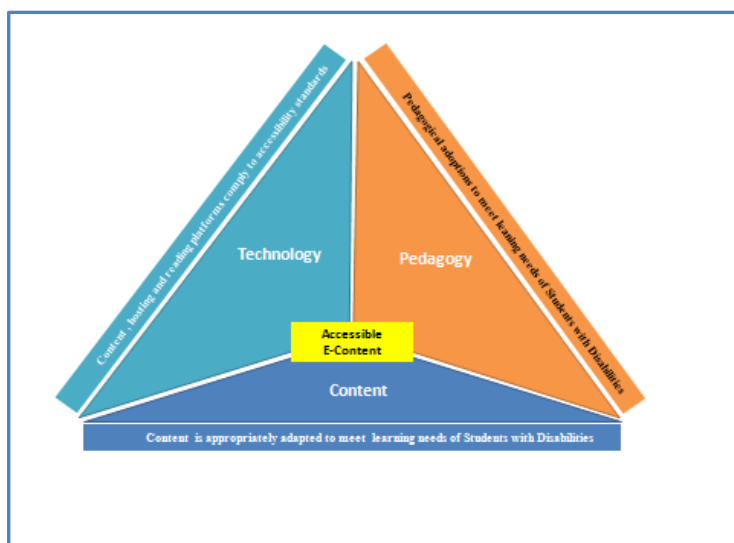 Content , hosting and reading platforms comply to accessibility standards
Pedagogical adoptions to meet leaning needs of Students with Disabilities
Technology
Pedagogy
Accessible
E-Content
Content
Content is appropriately adapted to meet learning needs of Students with Disabilities